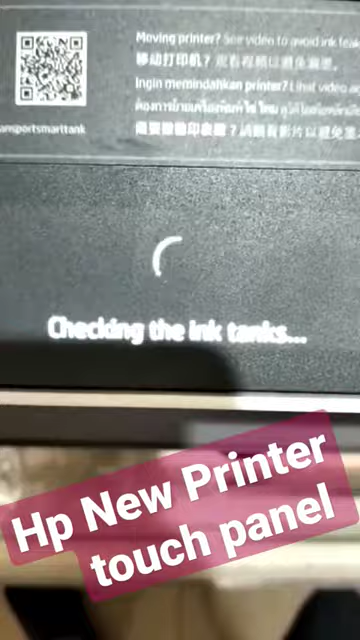 Moving printer? See video to avoid ink leak
移动打印机？观看视频以避免漏墨。
Ingin memindahkan printer? Lihat video
ansportsmarttank
Checking the ink tanks...
Hp New Printer
touch panel